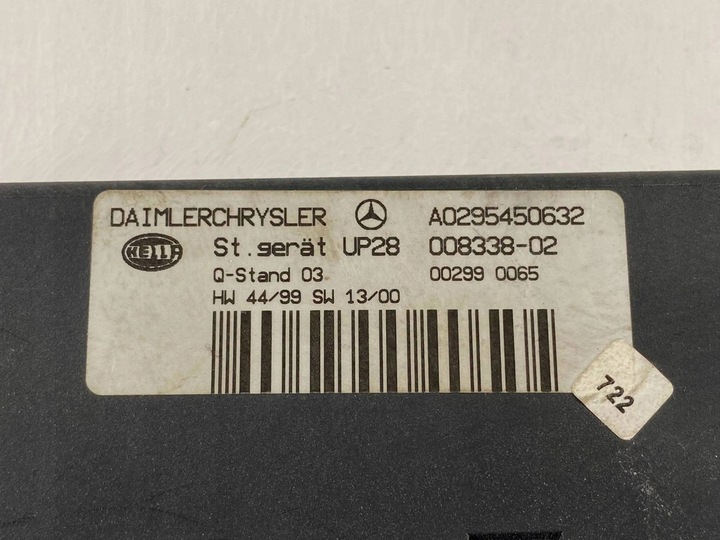 DAIMLERCHRYSLER A0295450632
HELLA St.gerät UP28 008338-02
Q-Stand 03 00299 0065
HW 44/99 SW 13/00
722